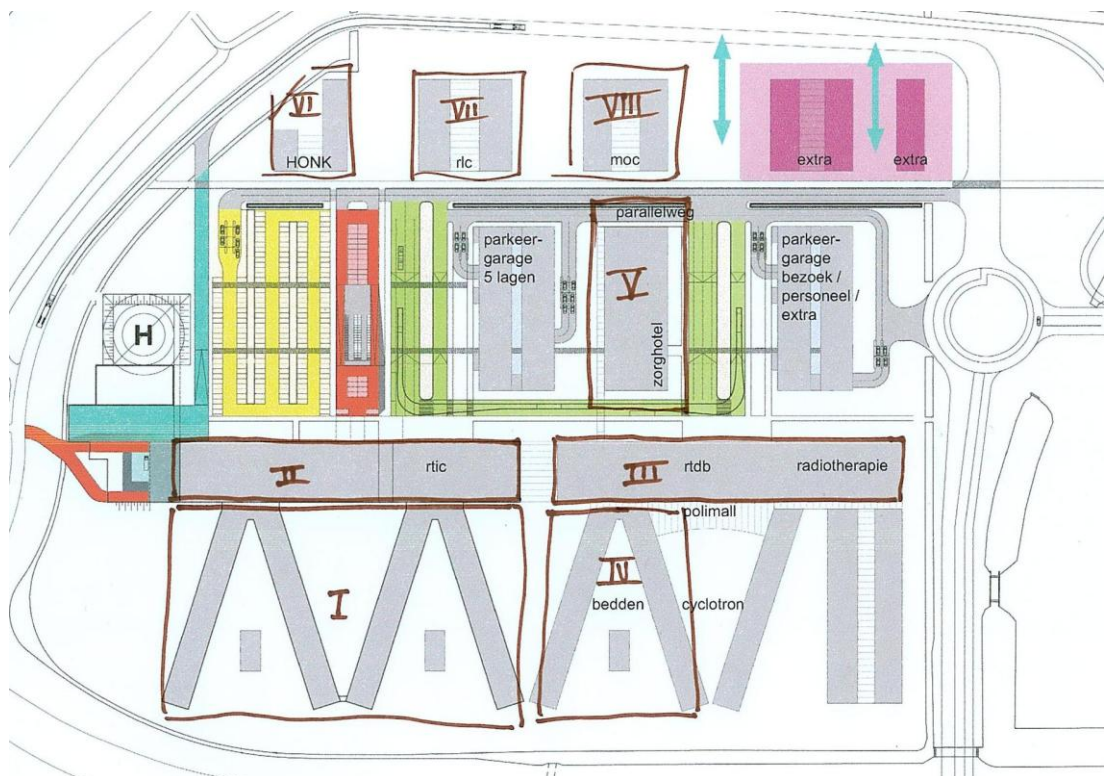 VI
VII
VIII
HONK
rlc
moc
extra
extra
parallelweg
parkeer-
garage
5 lagen
V
zorghotel
parkeer-
garage
bezoek /
personeel /
extra
H
II
rtic
III
rtdb
radiotherapie
polimall
I
IV
bedden
cyclotron